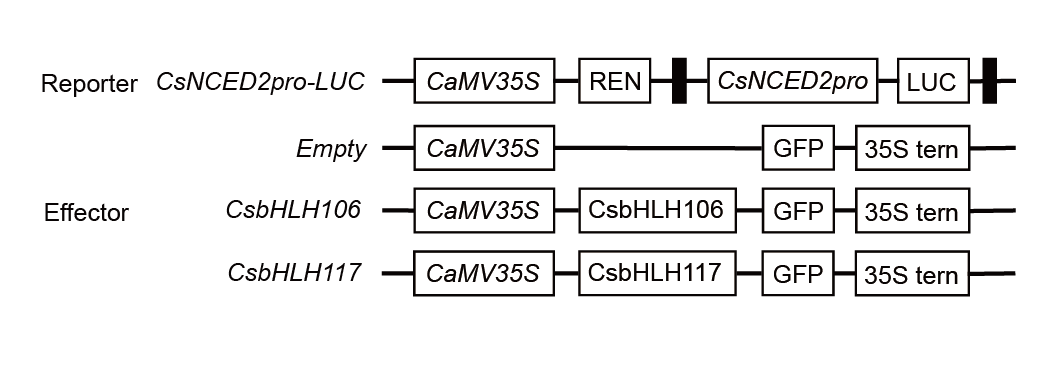 Reporter CsNCED2pro-LUC CaMV35S REN CsNCED2pro LUC
Empty CaMV35S GFP 35S tern
Effector CsbHLH106 CaMV35S CsbHLH106 GFP 35S tern
CsbHLH117 CaMV35S CsbHLH117 GFP 35S tern